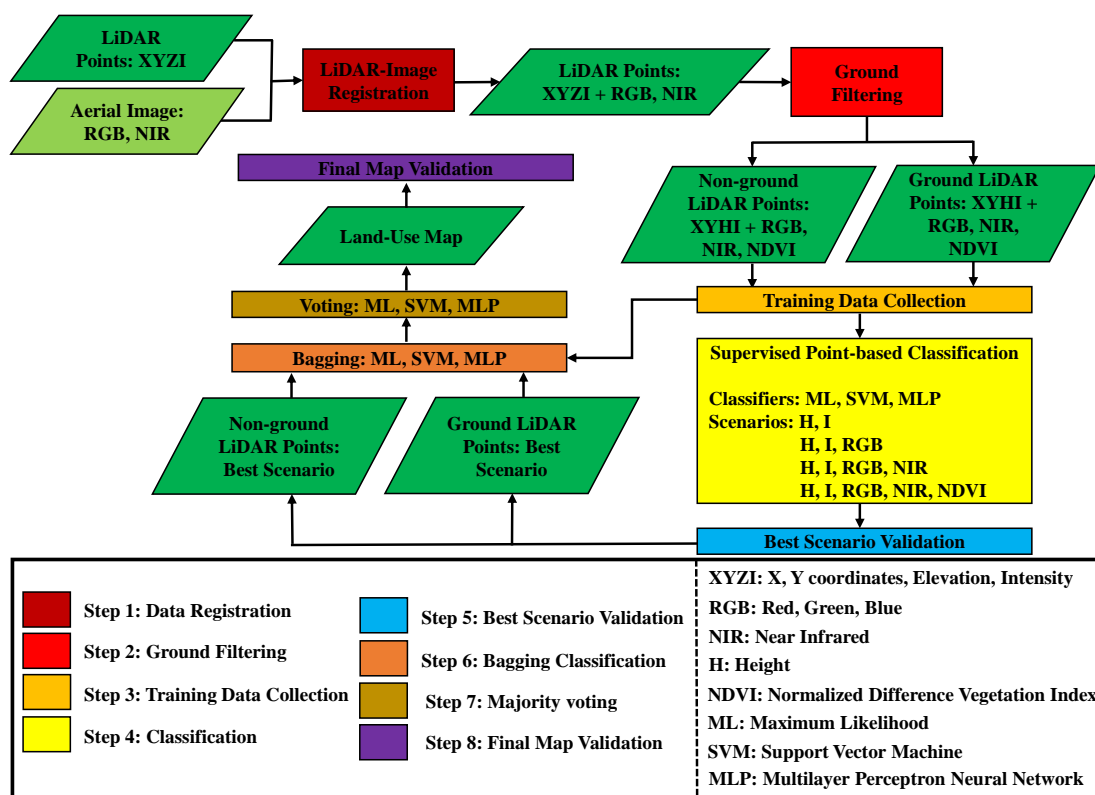 LiDAR
Points: XYZI
LiDAR-Image
Registration
LiDAR Points:
XYZI + RGB, NIR
Ground
Filtering
Aerial Image:
RGB, NIR
Final Map Validation
Non-ground
LiDAR Points:
XYHI + RGB,
NIR, NDVI
Ground LiDAR
Points: XYHI +
RGB, NIR,
NDVI
Land-Use Map
Voting: ML, SVM, MLP
Training Data Collection
Bagging: ML, SVM, MLP
Supervised Point-based Classification
Classifiers: ML, SVM, MLP
Scenarios: H, I
H, I, RGB
H, I, RGB, NIR
H, I, RGB, NIR, NDVI
Non-ground
LiDAR Points:
Best Scenario
Ground LiDAR
Points: Best
Scenario
Best Scenario Validation
Step 1: Data Registration
Step 2: Ground Filtering
Step 3: Training Data Collection
Step 4: Classification
Step 5: Best Scenario Validation
Step 6: Bagging Classification
Step 7: Majority voting
Step 8: Final Map Validation
XYZI: X, Y coordinates, Elevation, Intensity
RGB: Red, Green, Blue
NIR: Near Infrared
H: Height
NDVI: Normalized Difference Vegetation Index
ML: Maximum Likelihood
SVM: Support Vector Machine
MLP: Multilayer Perceptron Neural Network